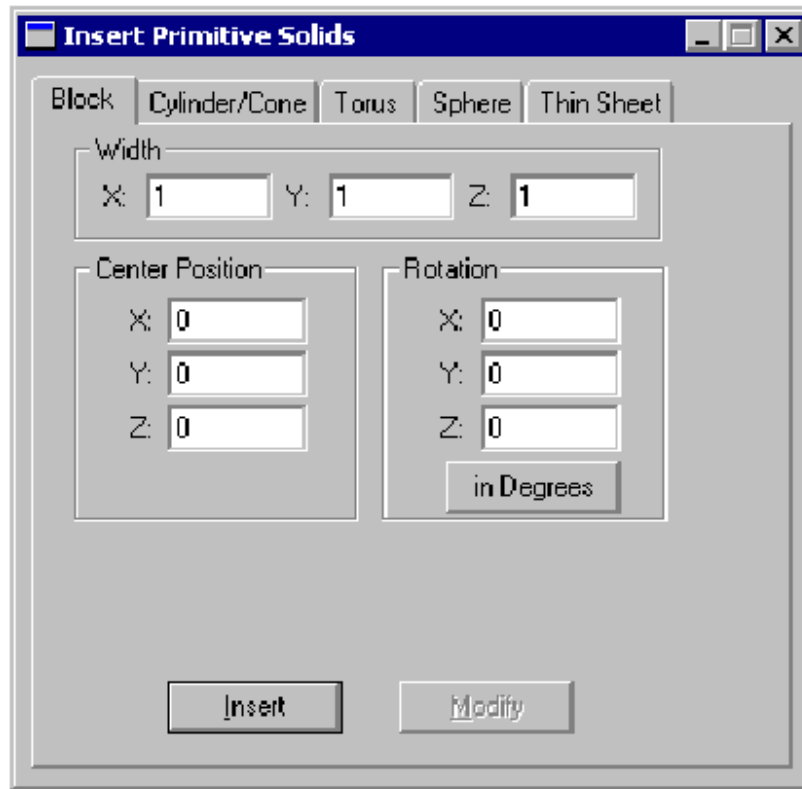 Insert Primitive Solids
Block Cylinder/Cone Torus Sphere Thin Sheet
Width
X: 1 Y: 1 Z: 1
Center Position
X: 0
Y: 0
Z: 0
Rotation
X: 0
Y: 0
Z: 0
in Degrees
Insert Modify